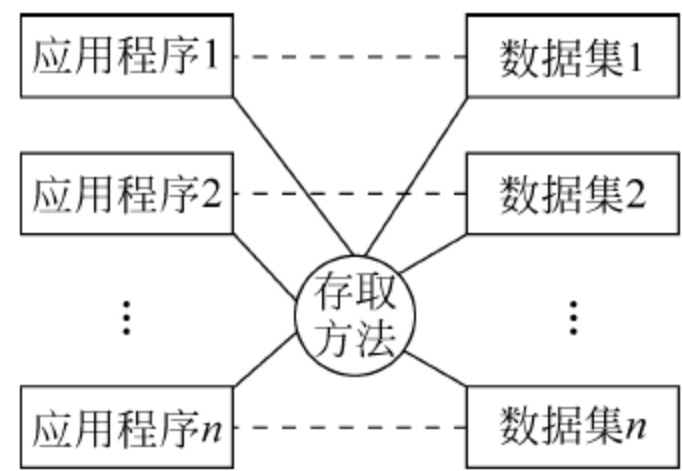 应用程序1
数据集1
应用程序2
数据集2
存取
方法
⋮
⋮
应用程序n
数据集n